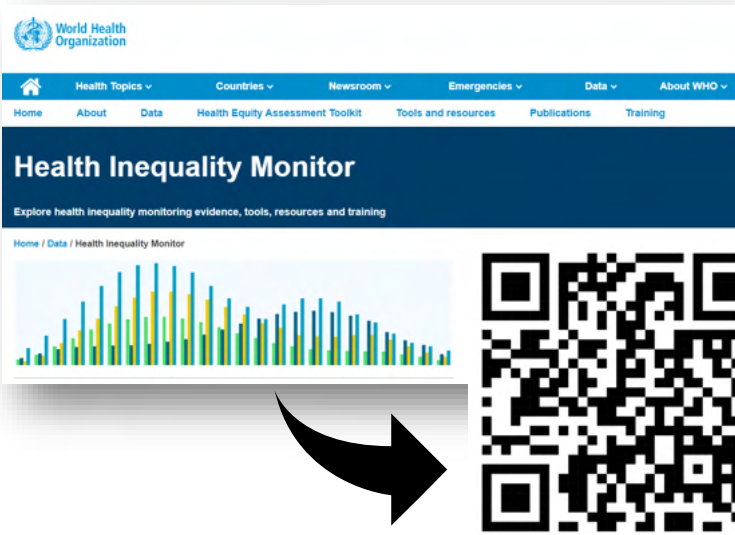 World Health
Organization
Health Topics Countries Newsroom Emergencies Data About WHO
Home About Data Health Equity Assessment Toolkit Tools and resources Publications Training
Health Inequality Monitor
Explore health inequality monitoring evidence, tools, resources and training
Home / Data / Health Inequality Monitor